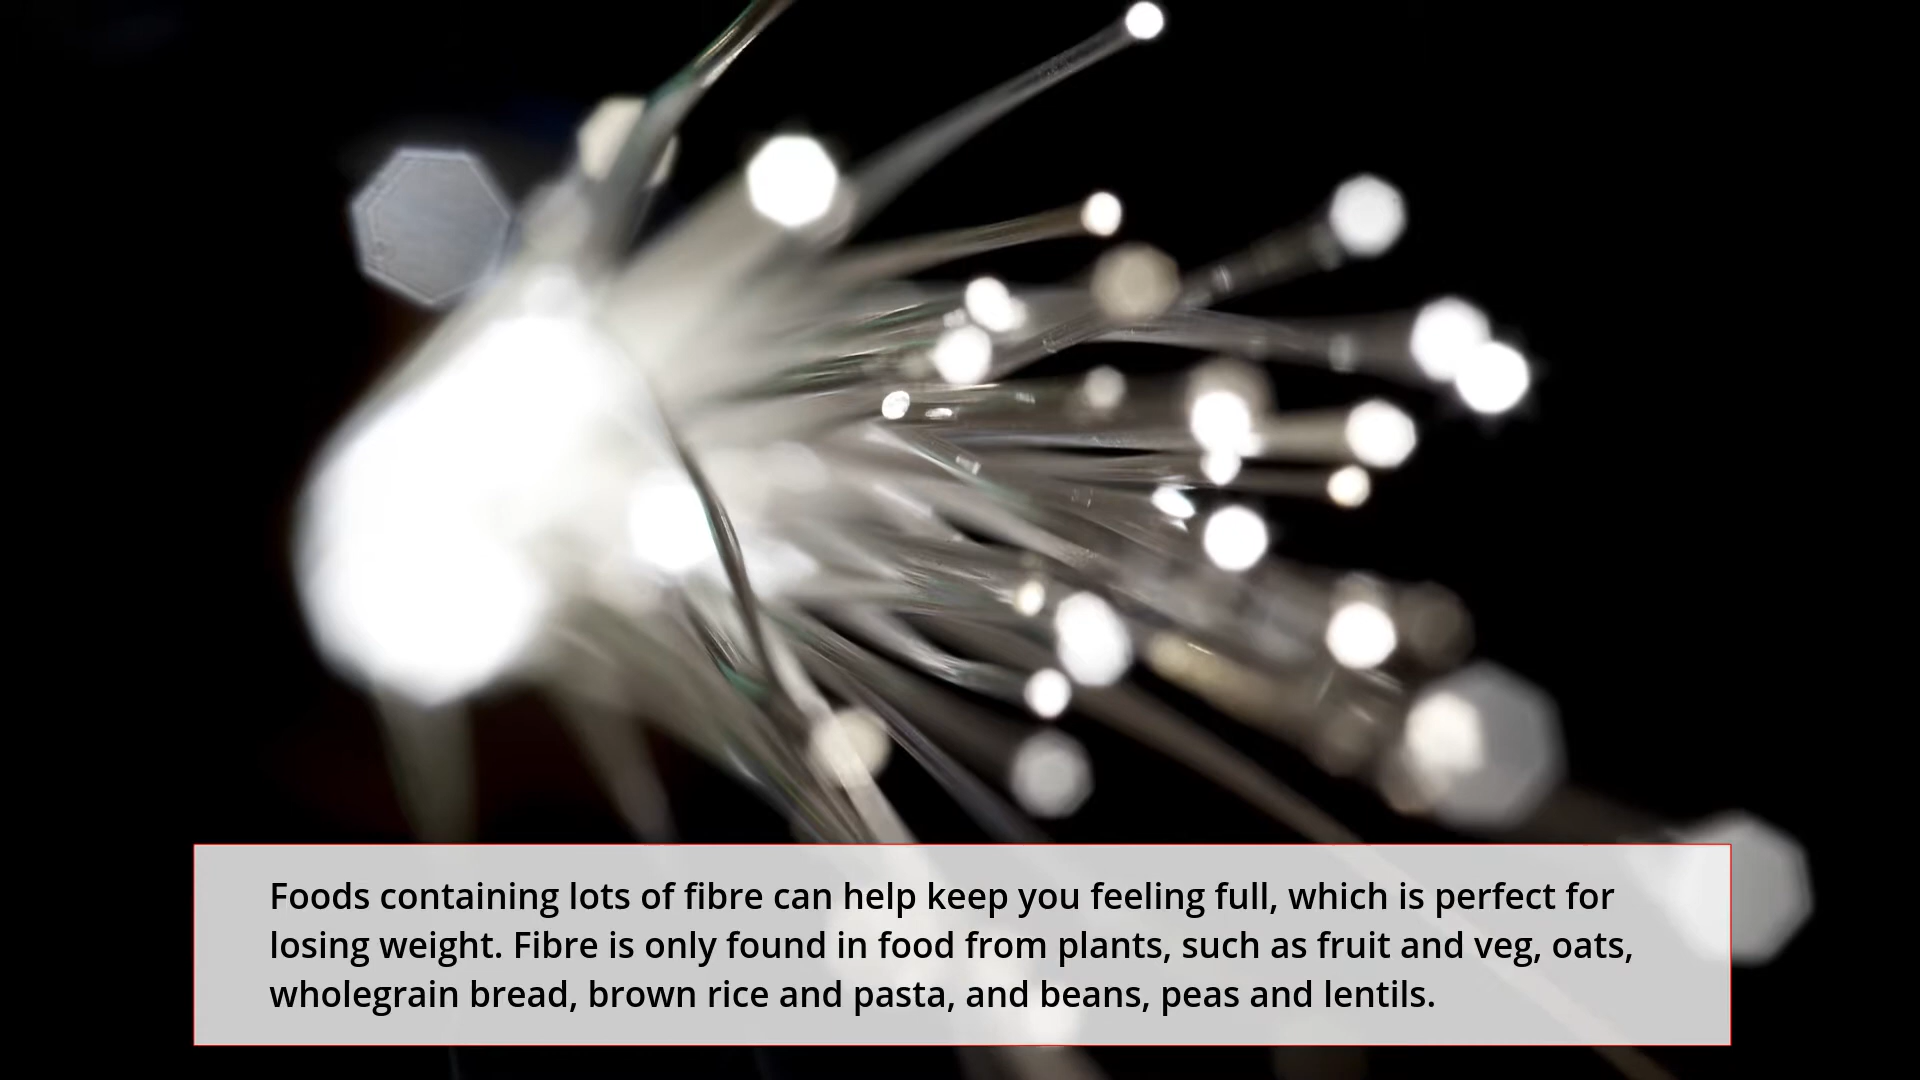 Foods containing lots of fibre can help keep you feeling full, which is perfect for
losing weight. Fibre is only found in food from plants, such as fruit and veg, oats,
wholegrain bread, brown rice and pasta, and beans, peas and lentils.